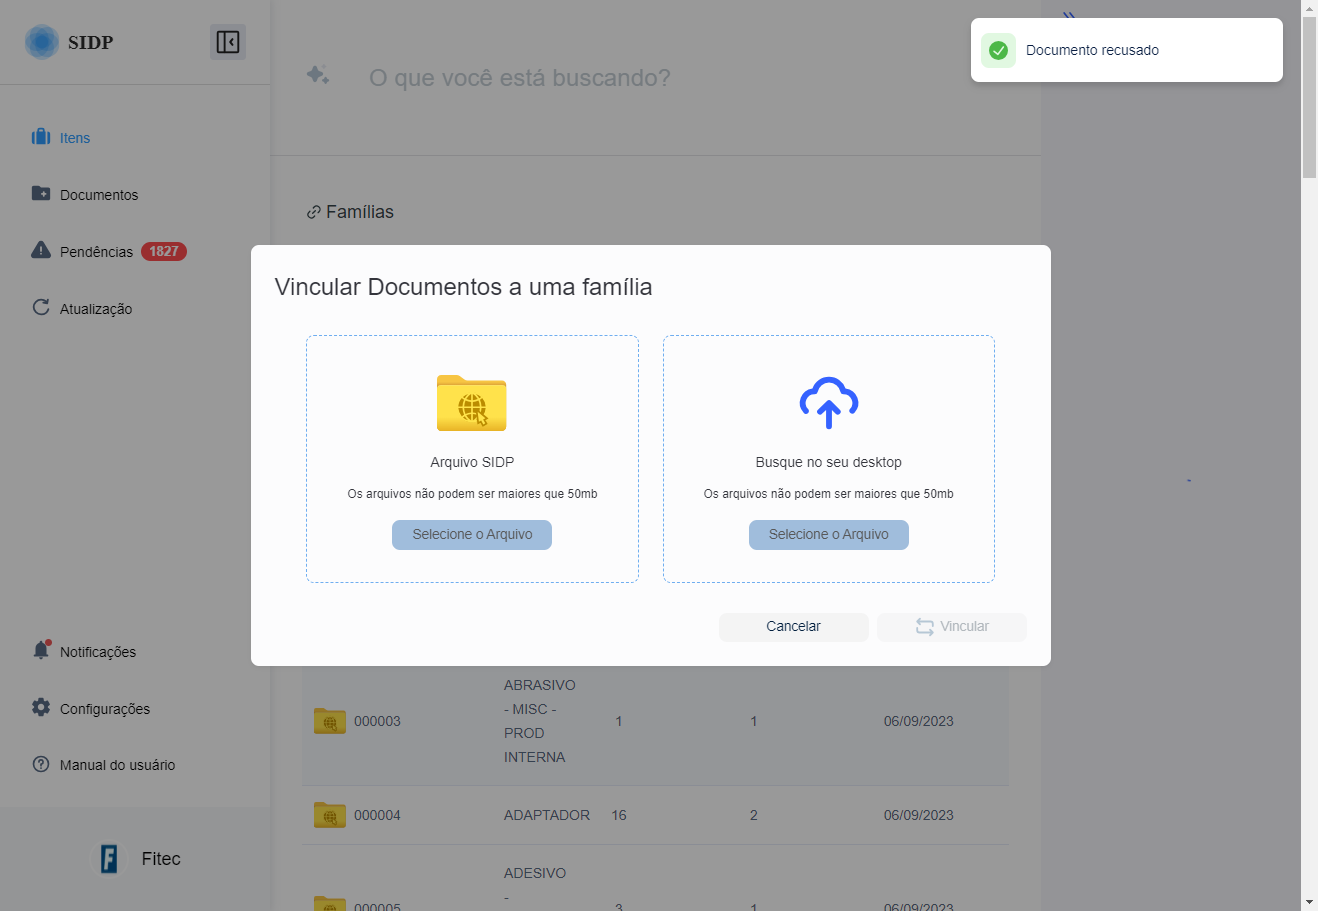 SIDP
O que você está buscando?
Documento recusado
Itens
Documentos
Pendências 1827
Atualização
Famílias
Vincular Documentos a uma família
Arquivo SIDP
Os arquivos não podem ser maiores que 50mb
Selecione o Arquivo
Busque no seu desktop
Os arquivos não podem ser maiores que 50mb
Selecione o Arquivo
Cancelar
Vincular
000003
ABRASIVO
- MISC -
PROD
INTERNA
1
1
06/09/2023
000004
ADAPTADOR
16
2
06/09/2023
000005
ADESIVO
-
3
1
06/09/2023
Notificações
Configurações
Manual do usuário
Fitec